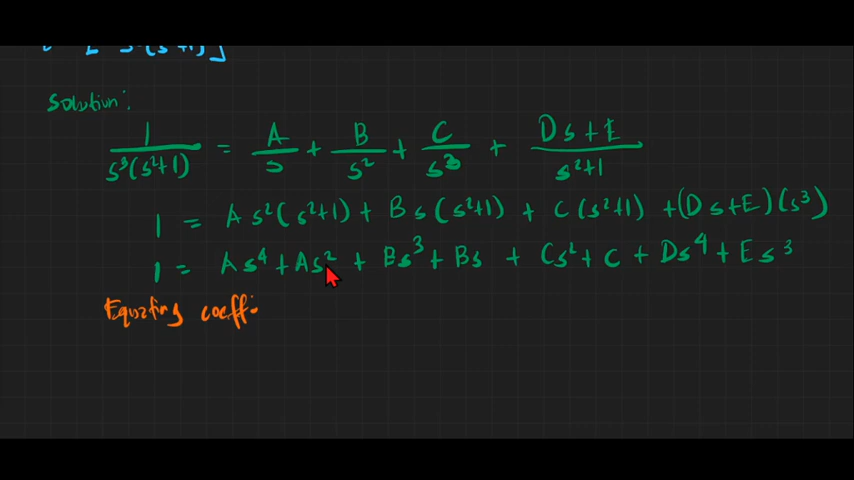 Solution:
1/(s³(s²+1)) = A/s + B/s² + C/s³ + (Ds+E)/(s²+1)
1 = As²(s²+1) + Bs(s²+1) + C(s²+1) + (Ds+E)(s³)
1 = As⁴ + As² + Bs³ + Bs + Cs² + C + Ds⁴ + Es³
Equating coeffi